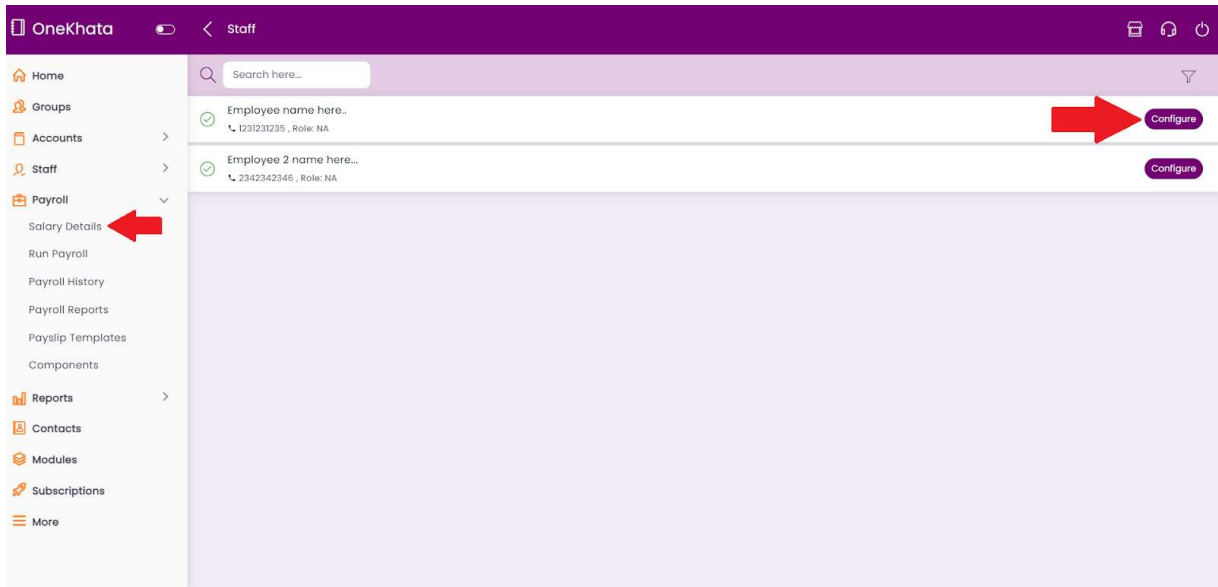 OneKhata
Staff
Home
Groups
Accounts
Staff
Payroll
Salary Details
Run Payroll
Payroll History
Payroll Reports
Payslip Templates
Components
Reports
Contacts
Modules
Subscriptions
More
Search here...
Employee name here..
1231231235 , Role: NA
Configure
Employee 2 name here...
2342342346 , Role: NA
Configure